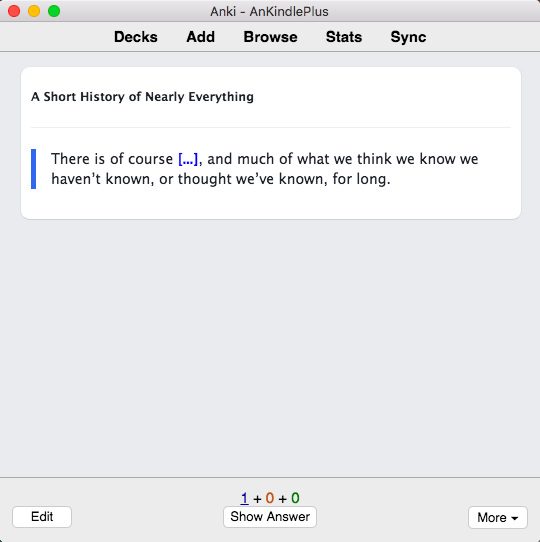 Anki - AnKindlePlus
Decks Add Browse Stats Sync
A Short History of Nearly Everything
There is of course [...], and much of what we think we know we
haven’t known, or thought we’ve known, for long.
1 + 0 + 0
Edit Show Answer More